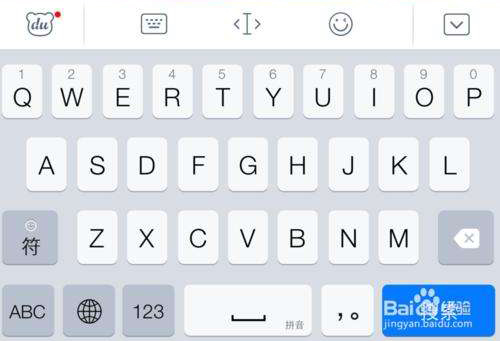 du
1 2 3 4 5 6 7 8 9 0
Q W E R T Y U I O P
A S D F G H J K L
符 Z X C V B N M
ABC 123 拼音 ，。 搜索
Baidu经验
jingyan.baidu.com